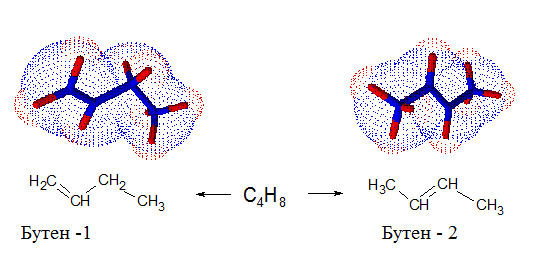 H₂C CH CH₂ CH₃
C₄H₈
H₃C CH CH CH₃
Бутен -1
Бутен - 2